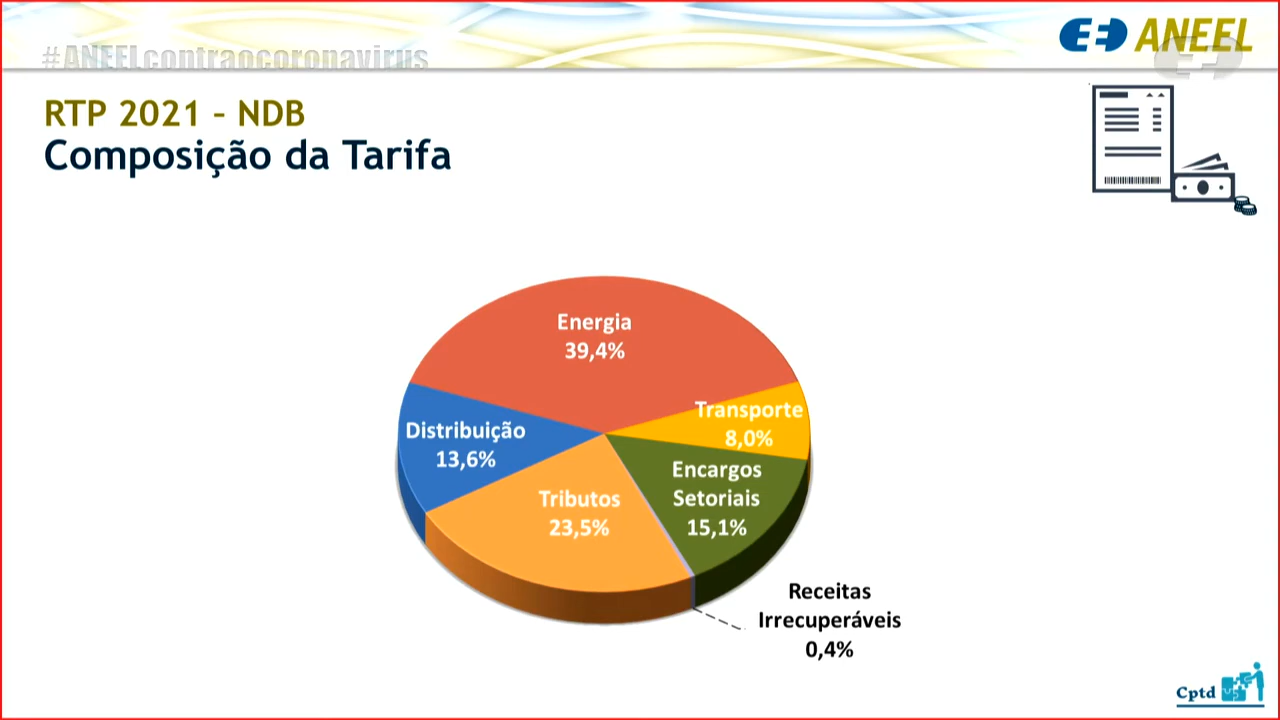 #ANEELcontraocoronavirus
ANEEL
RTP 2021 – NDB
Composição da Tarifa
Energia
39,4%
Transporte
8,0%
Distribuição
13,6%
Encargos
Setoriais
15,1%
Tributos
23,5%
Receitas
Irrecuperáveis
0,4%
Cptd